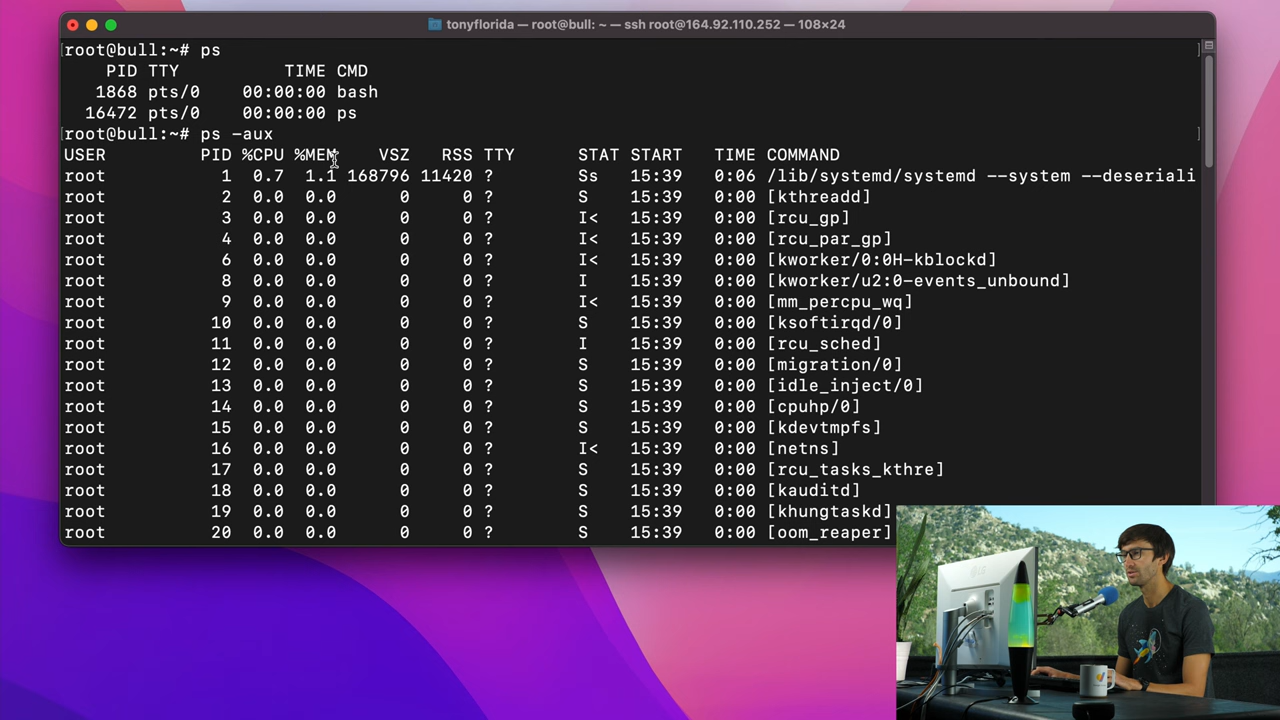 tonyflorida — root@bull: ~ — ssh root@164.92.110.252 — 108×24
[root@bull:~# ps ]
    PID TTY          TIME CMD
   1868 pts/0    00:00:00 bash
  16472 pts/0    00:00:00 ps
[root@bull:~# ps -aux ]
USER         PID %CPU %MEM    VSZ   RSS TTY      STAT START   TIME COMMAND
root           1  0.7  1.1 168796 11420 ?        Ss   15:39   0:06 /lib/systemd/systemd --system --deseriali
root           2  0.0  0.0      0     0 ?        S    15:39   0:00 [kthreadd]
root           3  0.0  0.0      0     0 ?        I<   15:39   0:00 [rcu_gp]
root           4  0.0  0.0      0     0 ?        I<   15:39   0:00 [rcu_par_gp]
root           6  0.0  0.0      0     0 ?        I<   15:39   0:00 [kworker/0:0H-kblockd]
root           8  0.0  0.0      0     0 ?        I    15:39   0:00 [kworker/u2:0-events_unbound]
root           9  0.0  0.0      0     0 ?        I<   15:39   0:00 [mm_percpu_wq]
root          10  0.0  0.0      0     0 ?        S    15:39   0:00 [ksoftirqd/0]
root          11  0.0  0.0      0     0 ?        I    15:39   0:00 [rcu_sched]
root          12  0.0  0.0      0     0 ?        S    15:39   0:00 [migration/0]
root          13  0.0  0.0      0     0 ?        S    15:39   0:00 [idle_inject/0]
root          14  0.0  0.0      0     0 ?        S    15:39   0:00 [cpuhp/0]
root          15  0.0  0.0      0     0 ?        S    15:39   0:00 [kdevtmpfs]
root          16  0.0  0.0      0     0 ?        I<   15:39   0:00 [netns]
root          17  0.0  0.0      0     0 ?        S    15:39   0:00 [rcu_tasks_kthre]
root          18  0.0  0.0      0     0 ?        S    15:39   0:00 [kauditd]
root          19  0.0  0.0      0     0 ?        S    15:39   0:00 [khungtaskd]
root          20  0.0  0.0      0     0 ?        S    15:39   0:00 [oom_reaper]
LG